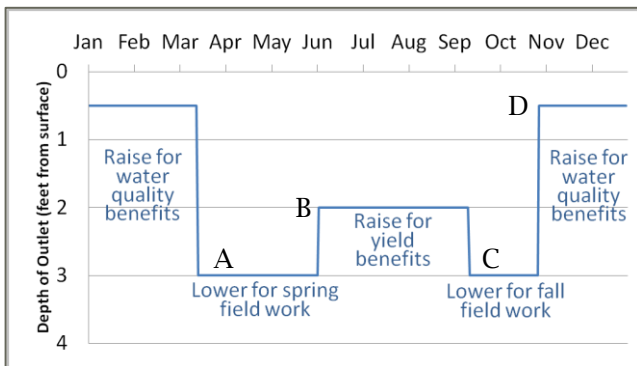 Jan Feb Mar Apr May Jun Jul Aug Sep Oct Nov Dec
Depth of Outlet (feet from surface)
0
1
2
3
4
Raise for
water
quality
benefits
A
Lower for spring
field work
B
Raise for
yield
benefits
C
Lower for fall
field work
D
Raise for
water
quality
benefits